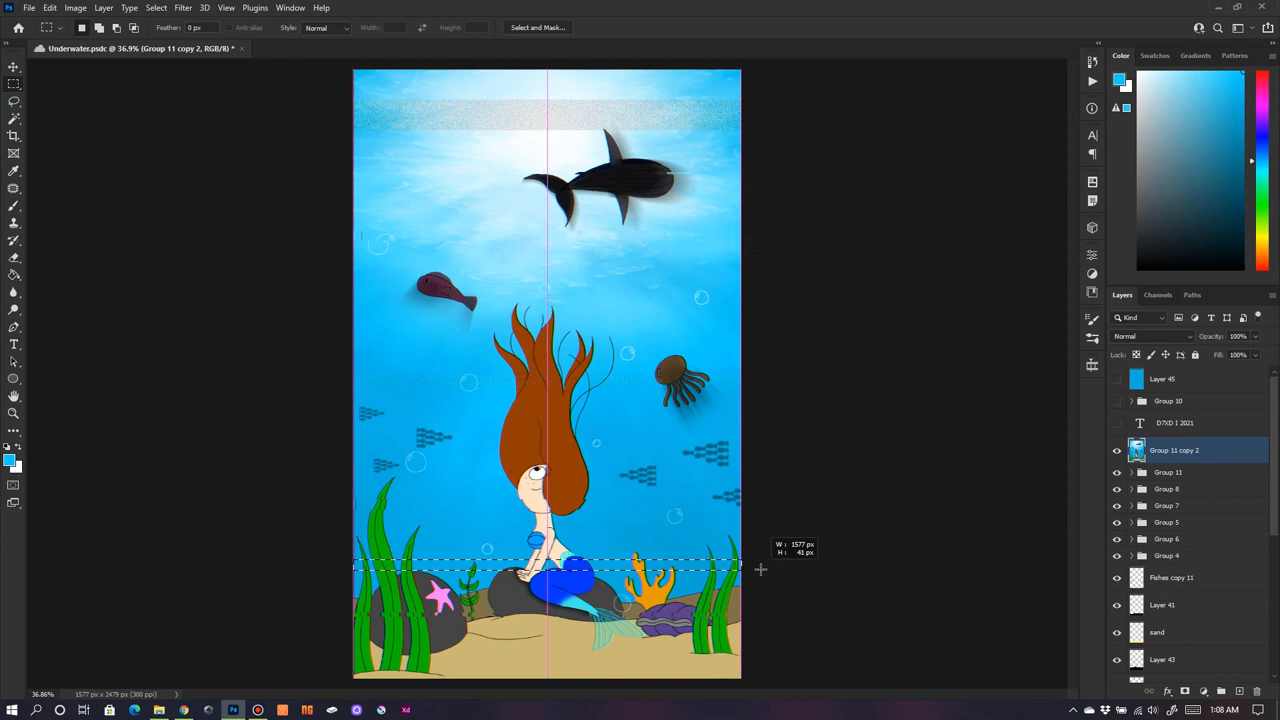 Ps File Edit Image Layer Type Select Filter 3D View Plugins Window Help
Feather: 0 px Anti-alias Style: Normal Width: Height: Select and Mask...
Underwater.psdc @ 36.9% (Group 11 copy 2, RGB/8) * ×
Color Swatches Gradients Patterns
Layers Channels Paths
Kind
Normal Opacity: 100%
Lock: Fill: 100%
Layer 45
Group 10
T D7XD I 2021
Group 11 copy 2
Group 11
Group 8
Group 7
Group 5
Group 6
Group 4
Fishes copy 11
Layer 41
sand
Layer 43
W: 1577 px
H: 41 px
36.86% 1577 px x 2479 px (300 ppi)
Ps Xd 1:08 AM